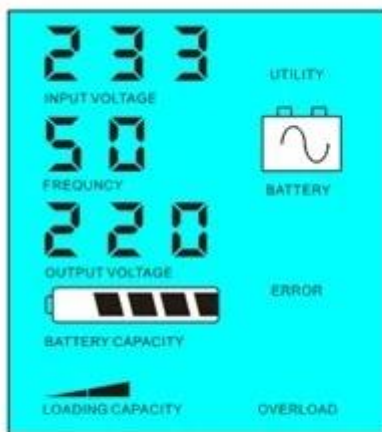 233
INPUT VOLTAGE
UTILITY
50
FREQUNCY
BATTERY
220
OUTPUT VOLTAGE
ERROR
BATTERY CAPACITY
LOADING CAPACITY
OVERLOAD